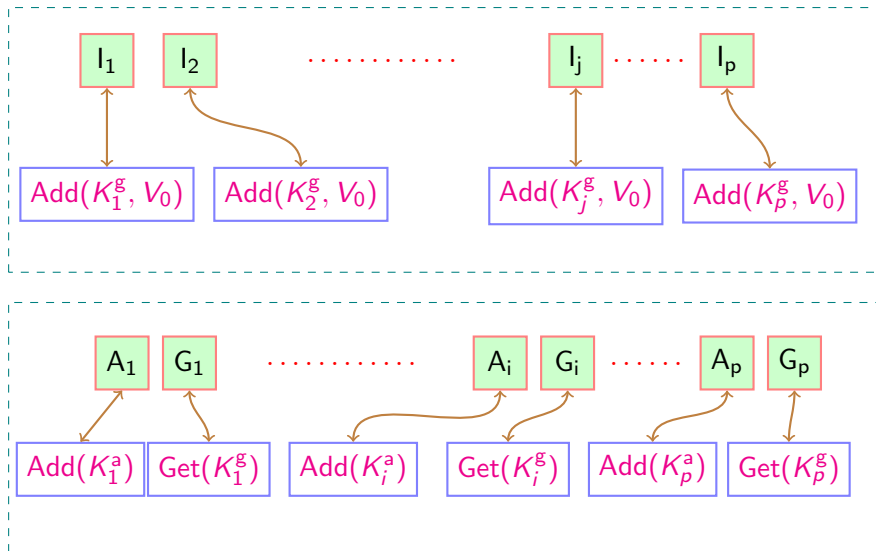 I₁ I₂ ············ Iⱼ ······ Iₚ
Add(K₁ᵍ, V₀) Add(K₂ᵍ, V₀) Add(Kⱼᵍ, V₀) Add(Kₚᵍ, V₀)
A₁ G₁ ············ Aᵢ Gᵢ ······ Aₚ Gₚ
Add(K₁ᵃ) Get(K₁ᵍ) Add(Kᵢᵃ) Get(Kᵢᵍ) Add(Kₚᵃ) Get(Kₚᵍ)